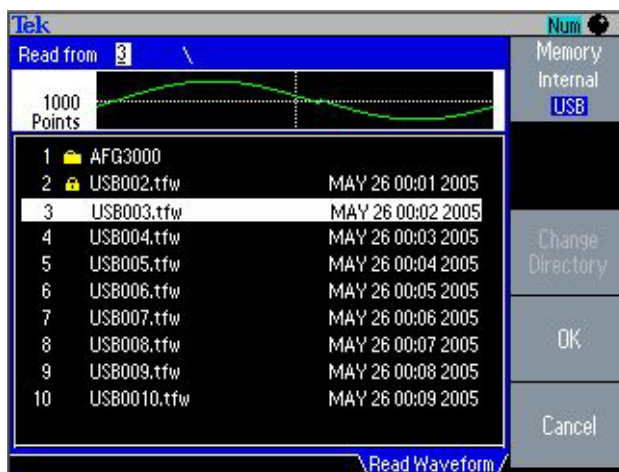 Tek
Num
Read from 3 \
1000
Points
1 AFG3000
2 USB002.tfw MAY 26 00:01 2005
3 USB003.tfw MAY 26 00:02 2005
4 USB004.tfw MAY 26 00:03 2005
5 USB005.tfw MAY 26 00:04 2005
6 USB006.tfw MAY 26 00:05 2005
7 USB007.tfw MAY 26 00:06 2005
8 USB008.tfw MAY 26 00:07 2005
9 USB009.tfw MAY 26 00:08 2005
10 USB0010.tfw MAY 26 00:09 2005
Read Waveform
Memory
Internal
USB
Change
Directory
OK
Cancel